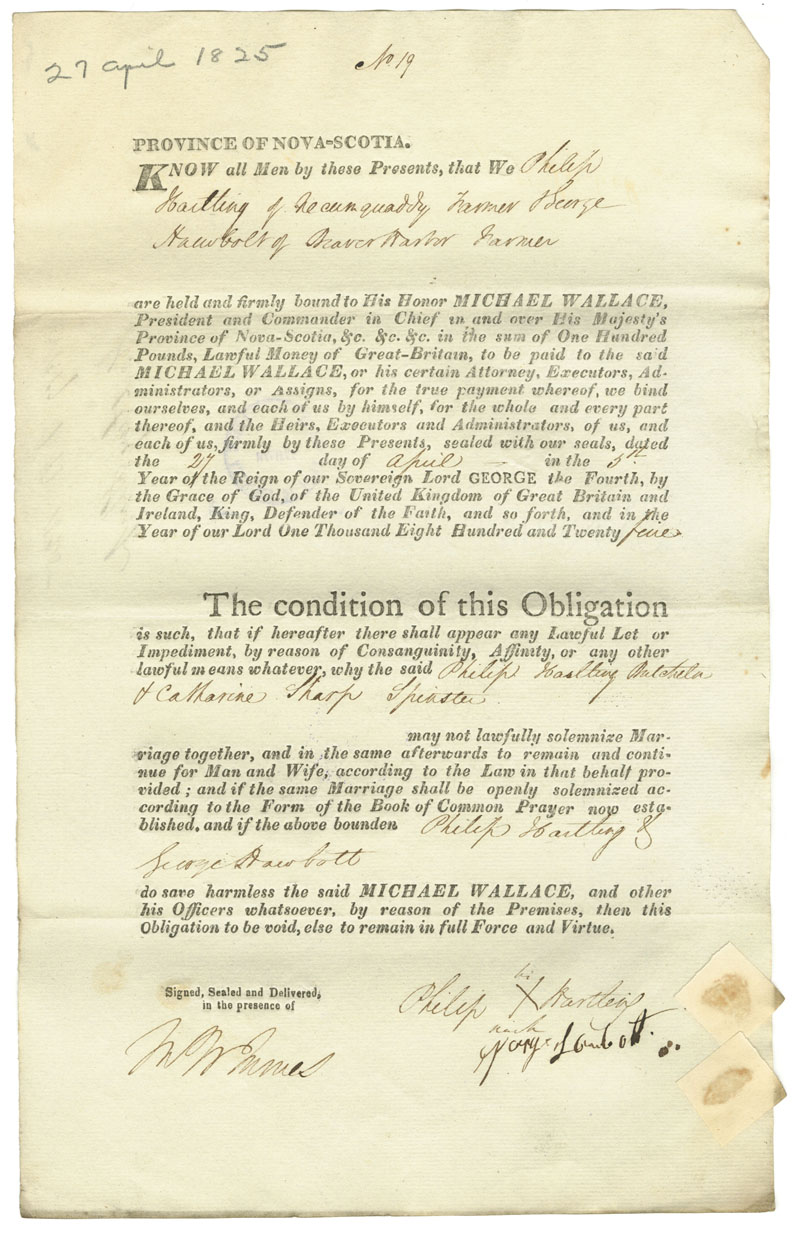 27 april 1825
No 19
PROVINCE OF NOVA-SCOTIA.
KNOW all Men by these Presents, that We Philip
Hartling of Necumquaddy Farmer George
Hawbolt of Beaver Harbor Farmer
are held and firmly bound to His Honor MICHAEL WALLACE,
President and Commander in Chief in and over His Majesty's
Province of Nova-Scotia, &c. &c. &c. in the sum of One Hundred
Pounds, Lawful Money of Great-Britain, to be paid to the said
MICHAEL WALLACE, or his certain Attorney, Executors, Ad-
ministrators, or Assigns, for the true payment whereof, we bind
ourselves, and each of us by himself, for the whole and every part
thereof, and the Heirs, Executors and Administrators, of us, and
each of us, firmly by these Presents, sealed with our seals, dated
the 27 day of April in the 5th
Year of the Reign of our Sovereign Lord GEORGE the Fourth, by
the Grace of God, of the United Kingdom of Great Britain and
Ireland, King, Defender of the Faith, and so forth, and in the
Year of our Lord One Thousand Eight Hundred and Twenty five
The condition of this Obligation
is such, that if hereafter there shall appear any Lawful Let or
Impediment, by reason of Consanguinity, Affinity, or any other
lawful means whatever, why the said Philip Hartling Batchelor
& Catharine Sharp Spinster
may not lawfully solemnize Mar-
riage together, and in the same afterwards to remain and conti-
nue for Man and Wife, according to the Law in that behalf pro-
vided; and if the same Marriage shall be openly solemnized ac-
cording to the Form of the Book of Common Prayer now esta-
blished, and if the above bounden Philip Hartling &
George Hawbolt
do save harmless the said MICHAEL WALLACE, and other
his Officers whatsoever, by reason of the Premises, then this
Obligation to be void, else to remain in full Force and Virtue.
Signed, Sealed and Delivered,
in the presence of
his
Philip X Hartling
mark